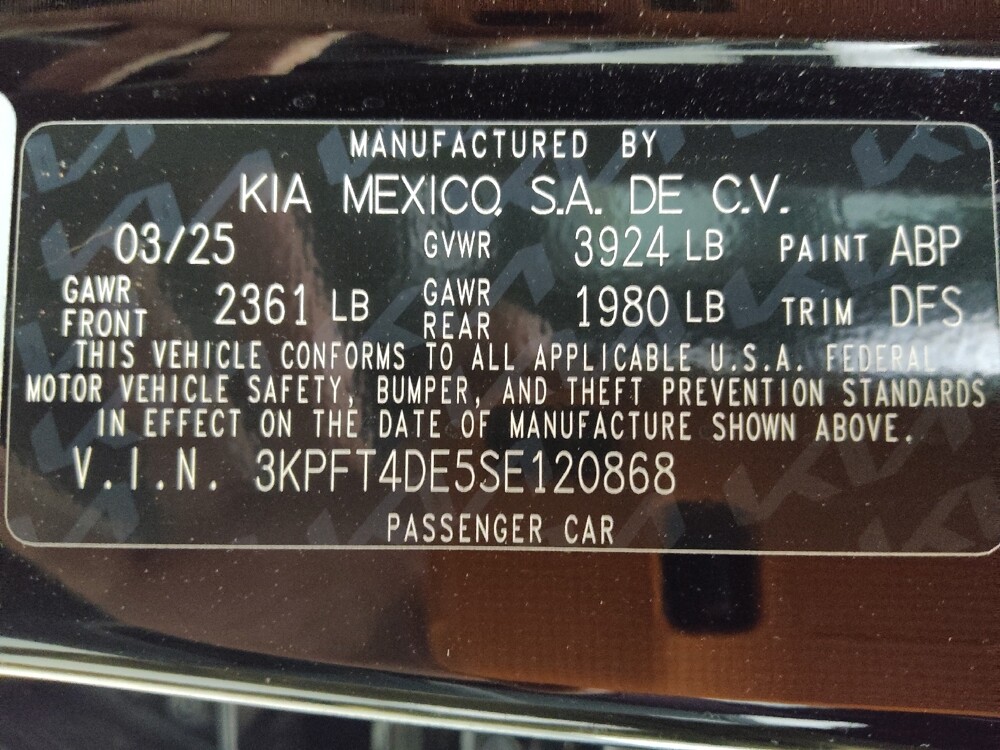 MANUFACTURED BY
KIA MEXICO, S.A. DE C.V.
03/25 GVWR 3924 LB PAINT ABP
GAWR FRONT 2361 LB GAWR REAR 1980 LB TRIM DFS
THIS VEHICLE CONFORMS TO ALL APPLICABLE U.S.A. FEDERAL
MOTOR VEHICLE SAFETY, BUMPER, AND THEFT PREVENTION STANDARDS
IN EFFECT ON THE DATE OF MANUFACTURE SHOWN ABOVE.
V.I.N. 3KPFT4DE5SE120868
PASSENGER CAR